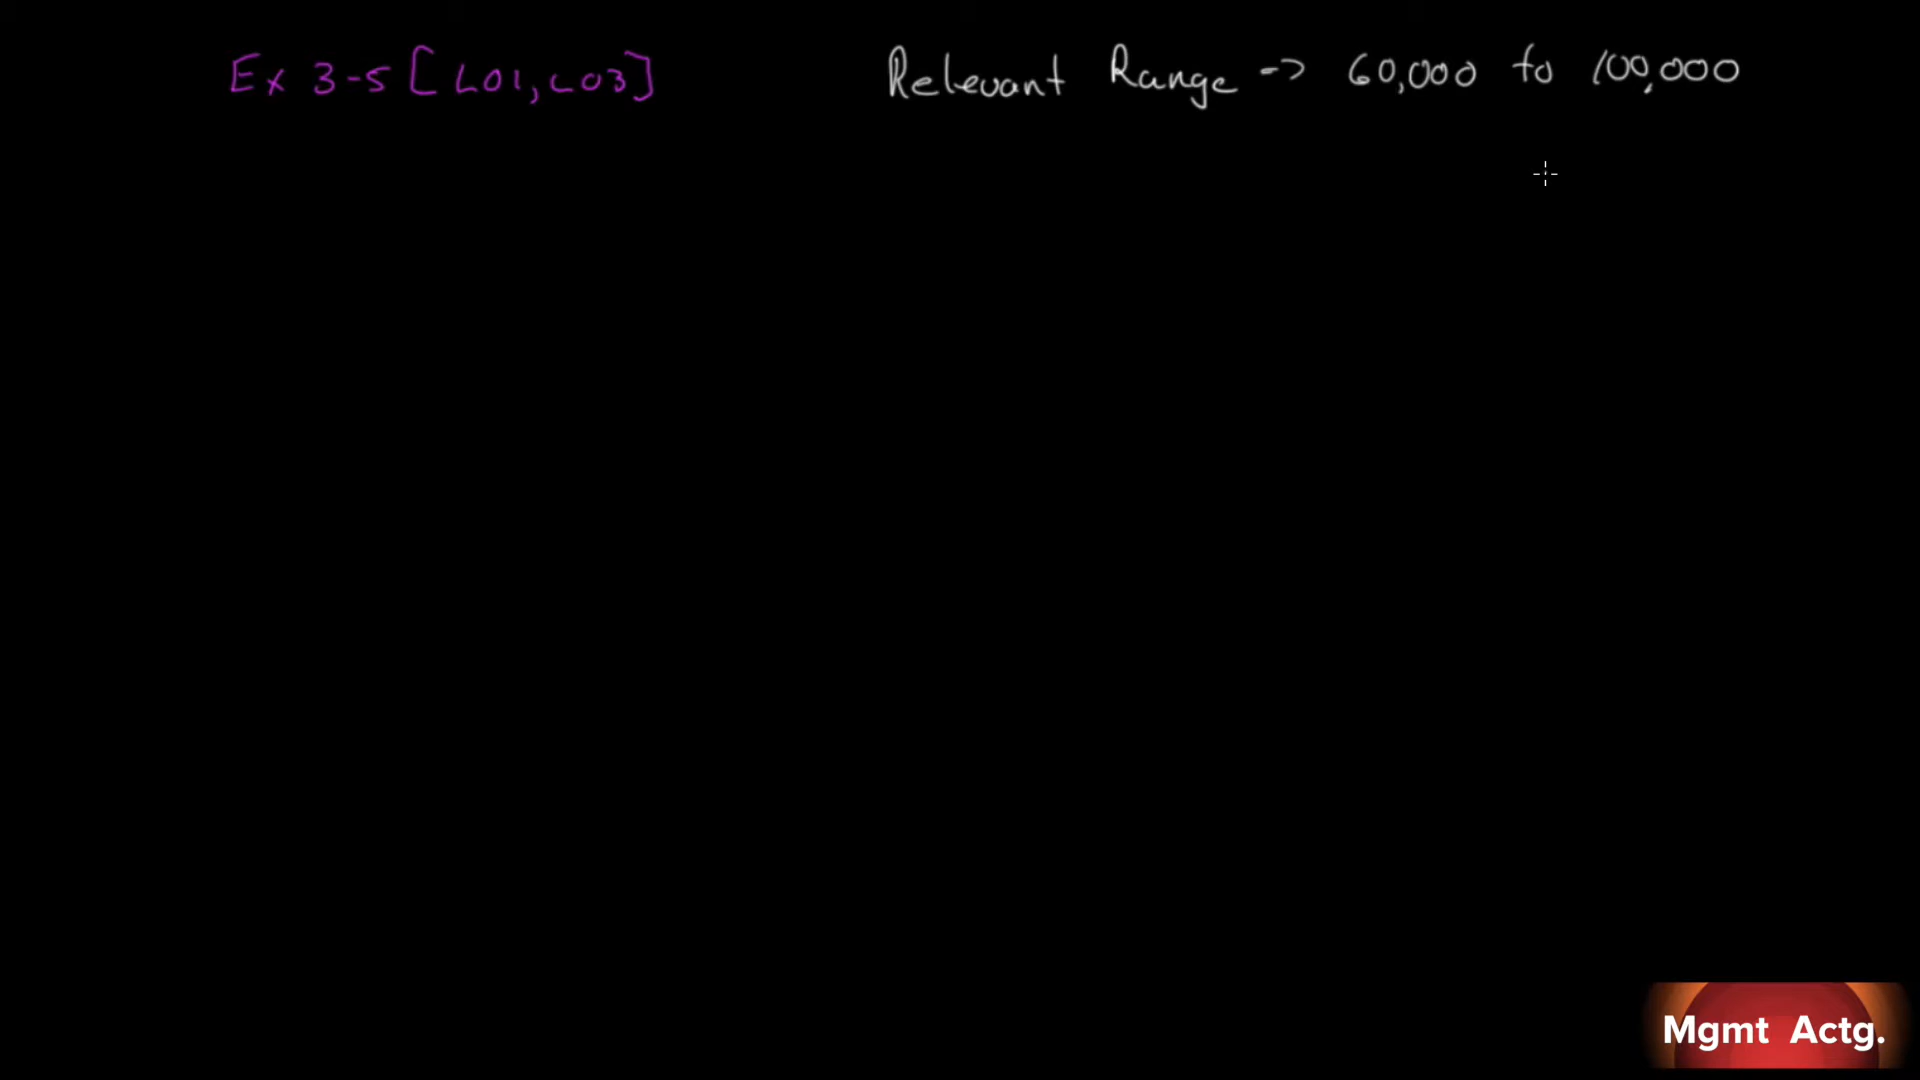 Ex 3-5 [LO1, LO3]
Relevant Range -> 60,000 to 100,000
Mgmt Actg.